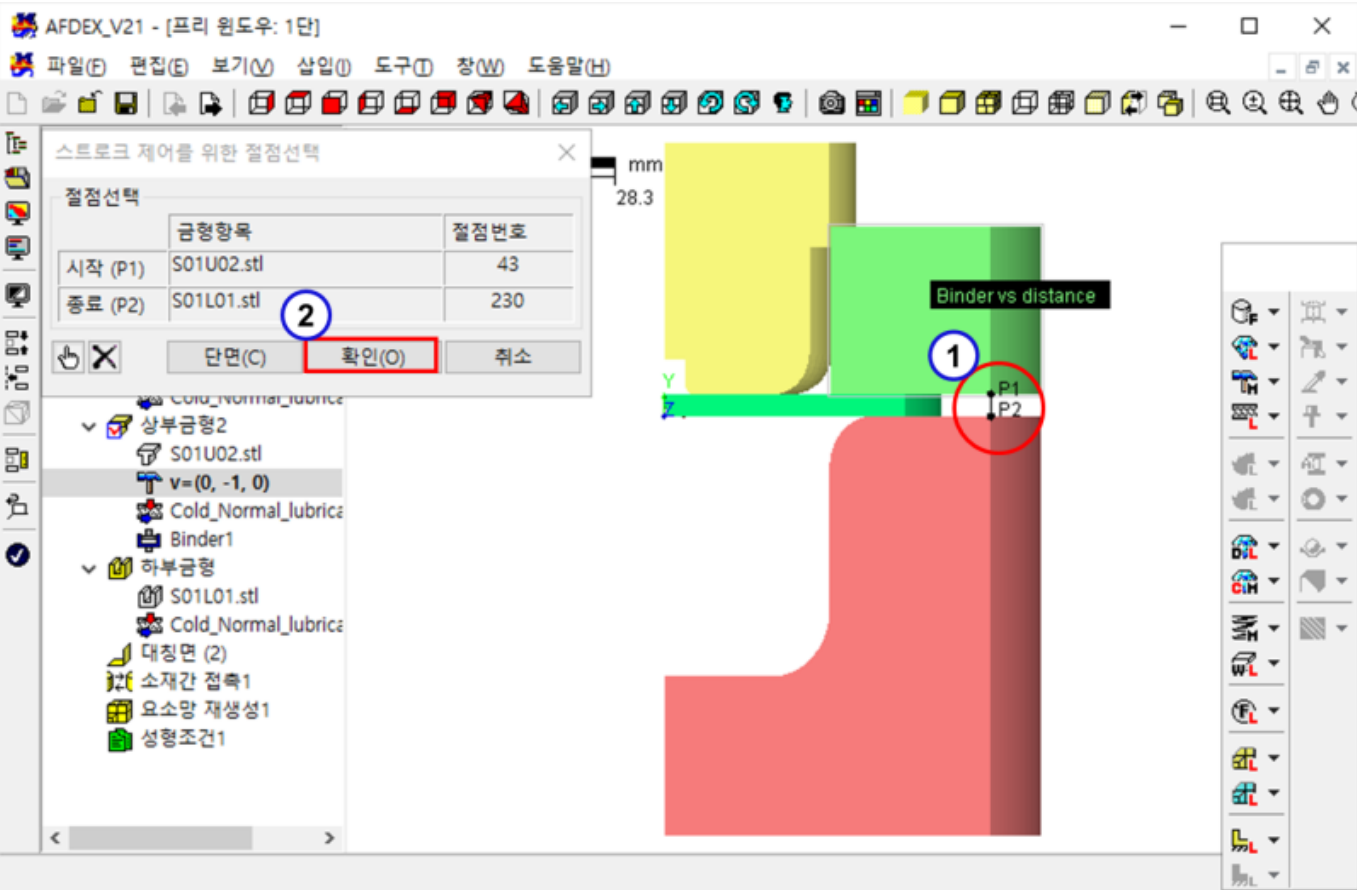 AFDEX_V21 - [프리 윈도우: 1단]
파일(F) 편집(E) 보기(V) 삽입(I) 도구(T) 창(W) 도움말(H)
스트로크 제어를 위한 절점선택
절점선택
금형항목 절점번호
시작 (P1) S01U02.stl 43
종료 (P2) S01L01.stl 230
2
단면(C) 확인(O) 취소
mm
28.3
Binder vs distance
1
P1
P2
Y
Z
Cold_Normal_lubrica
상부금형2
S01U02.stl
v=(0, -1, 0)
Cold_Normal_lubrica
Binder1
하부금형
S01L01.stl
Cold_Normal_lubrica
대칭면 (2)
소재간 접촉1
요소망 재생성1
성형조건1